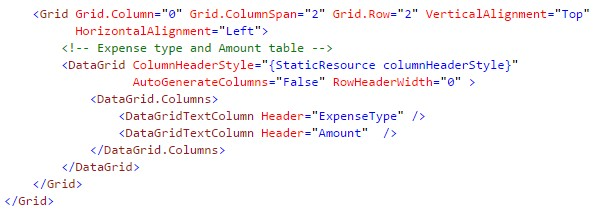 <Grid Grid.Column="0" Grid.ColumnSpan="2" Grid.Row="2" VerticalAlignment="Top"
HorizontalAlignment="Left">
<!-- Expense type and Amount table -->
<DataGrid ColumnHeaderStyle="{StaticResource columnHeaderStyle}"
AutoGenerateColumns="False" RowHeaderWidth="0" >
<DataGrid.Columns>
<DataGridTextColumn Header="ExpenseType" />
<DataGridTextColumn Header="Amount"  />
</DataGrid.Columns>
</DataGrid>
</Grid>
</Grid>